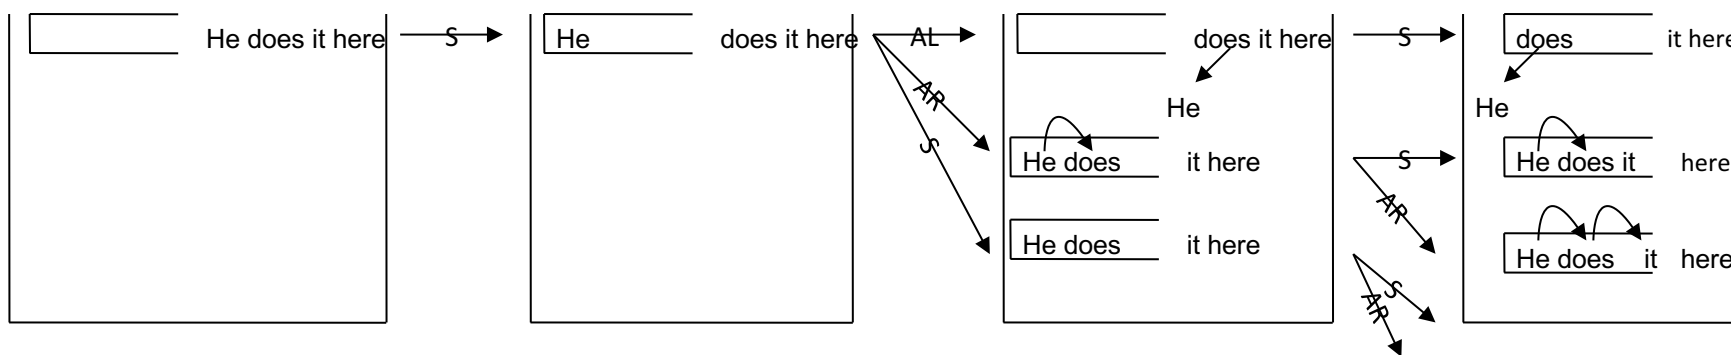 He does it here
S
He
does it here
AL
AR
S
does it here
He
He does
it here
He does
it here
S
S
AR
S
AR
does
it here
He
He does it
here
He does
it
here